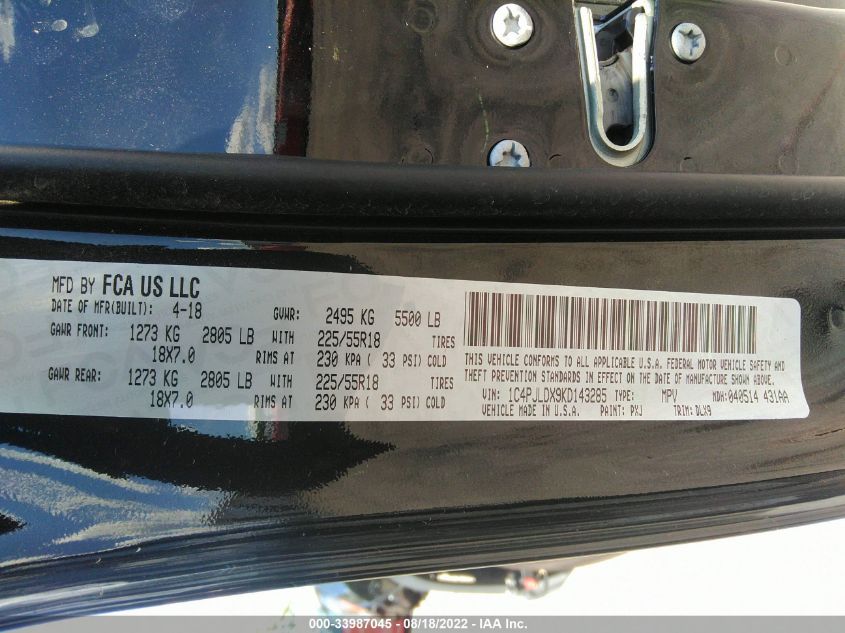 MFD BY FCA US LLC
DATE OF MFR(BUILT): 4-18 GVWR: 2495 KG 5500 LB
GAWR FRONT: 1273 KG 2805 LB WITH 225/55R18 TIRES
18X7.0 RIMS AT 230 KPA ( 33 PSI) COLD
GAWR REAR: 1273 KG 2805 LB WITH 225/55R18 TIRES
18X7.0 RIMS AT 230 KPA ( 33 PSI) COLD
THIS VEHICLE CONFORMS TO ALL APPLICABLE U.S.A. FEDERAL MOTOR VEHICLE SAFETY AND
THEFT PREVENTION STANDARDS IN EFFECT ON THE DATE OF MANUFACTURE SHOWN ABOVE.
VIN: 1C4PJLDX9KD143285 TYPE: MPV MDH: 040514 431AA
VEHICLE MADE IN U.S.A. PAINT: PXJ TRIM: DLX9
000-33987045 - 08/18/2022 - IAA Inc.